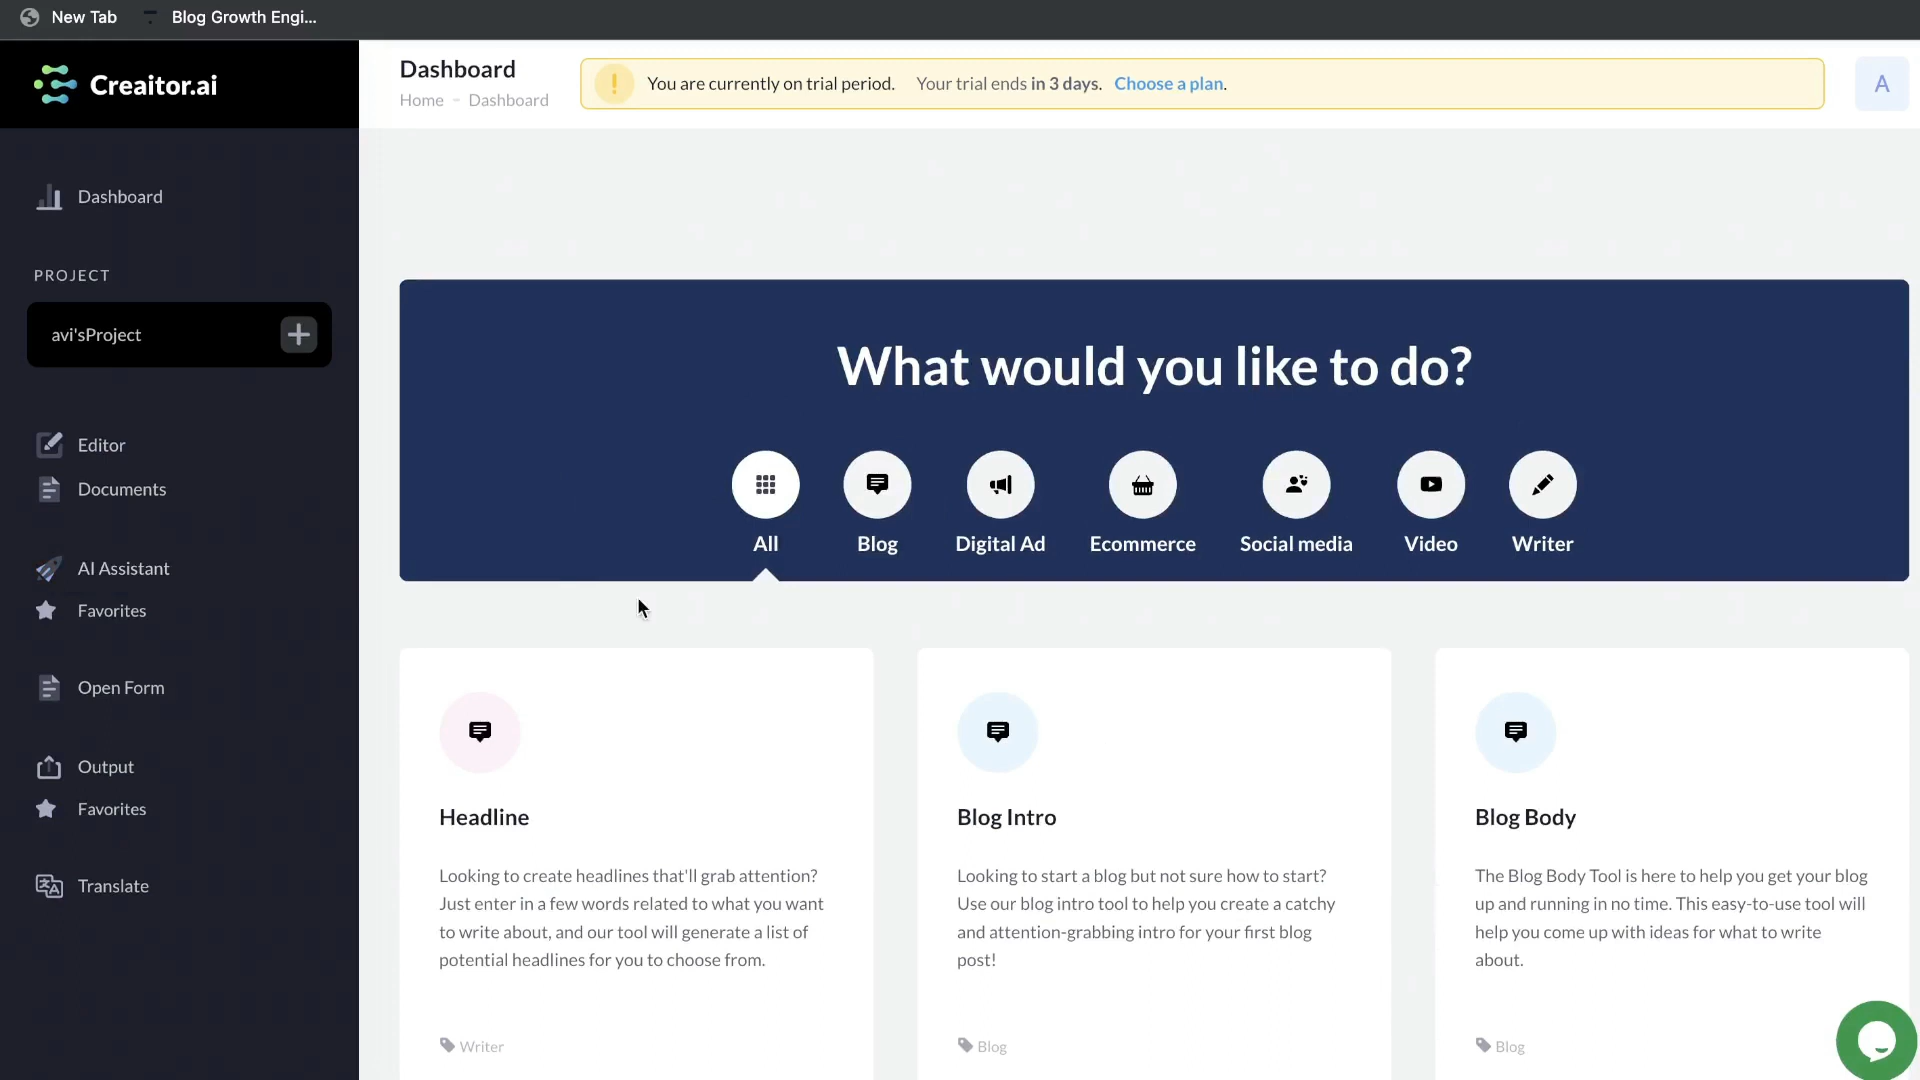 New Tab
Blog Growth Engi...
Creaitor.ai
Dashboard
Home - Dashboard
! You are currently on trial period. Your trial ends in 3 days. Choose a plan.
A
Dashboard
PROJECT
avi'sProject
Editor
Documents
AI Assistant
Favorites
Open Form
Output
Favorites
Translate
What would you like to do?
All
Blog
Digital Ad
Ecommerce
Social media
Video
Writer
Headline
Looking to create headlines that'll grab attention?
Just enter in a few words related to what you want
to write about, and our tool will generate a list of
potential headlines for you to choose from.
Writer
Blog Intro
Looking to start a blog but not sure how to start?
Use our blog intro tool to help you create a catchy
and attention-grabbing intro for your first blog
post!
Blog
Blog Body
The Blog Body Tool is here to help you get your blog
up and running in no time. This easy-to-use tool will
help you come up with ideas for what to write
about.
Blog